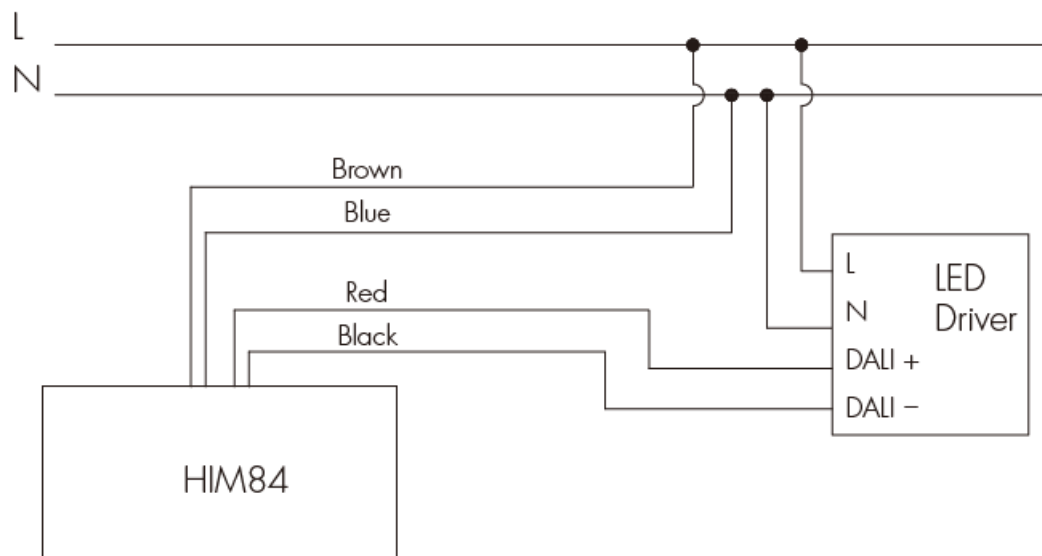 L
N
Brown
Blue
Red
Black
L
N
DALI +
DALI −
LED
Driver
HIM84